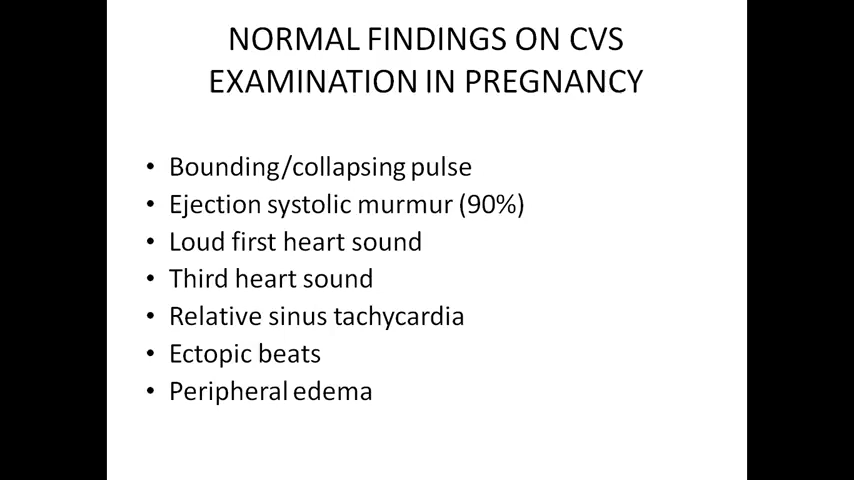 NORMAL FINDINGS ON CVS
EXAMINATION IN PREGNANCY
• Bounding/collapsing pulse
• Ejection systolic murmur (90%)
• Loud first heart sound
• Third heart sound
• Relative sinus tachycardia
• Ectopic beats
• Peripheral edema